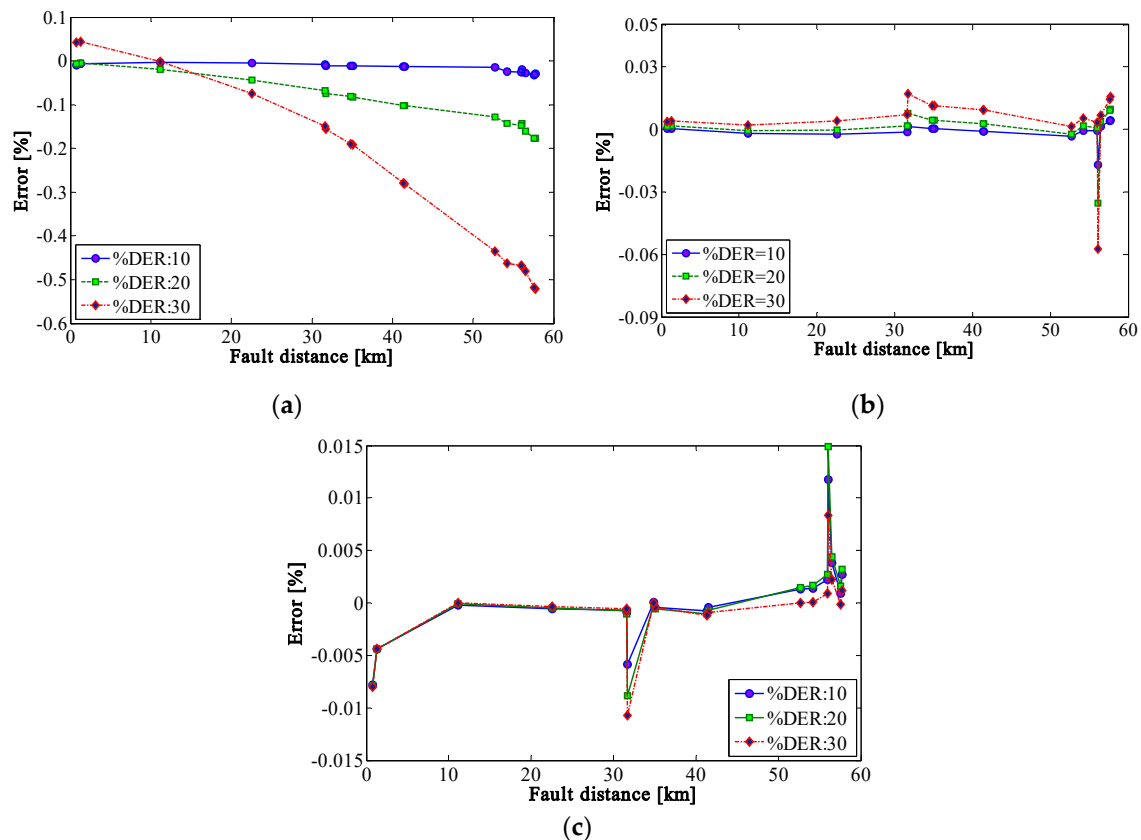 0.1
0
-0.1
-0.2
-0.3
-0.4
-0.5
-0.6
Error [%]
%DER:10
%DER:20
%DER:30
0 10 20 30 40 50 60
Fault distance [km]
(a)
0.05
0.03
0
-0.03
-0.06
-0.09
Error [%]
%DER=10
%DER=20
%DER=30
0 10 20 30 40 50 60
Fault distance [km]
(b)
0.015
0.01
0.005
0
-0.005
-0.01
-0.015
Error [%]
%DER:10
%DER:20
%DER:30
0 10 20 30 40 50 60
Fault distance [km]
(c)